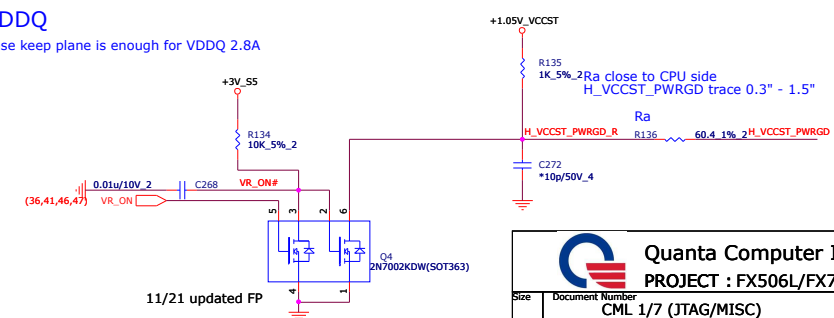 DDQ
se keep plane is enough for VDDQ 2.8A
+1.05V_VCCST
R135
1K_5%_2
Ra close to CPU side
H_VCCST_PWRGD trace 0.3" - 1.5"
+3V_S5
R134
10K_5%_2
Ra
H_VCCST_PWRGD_R
R136
60.4_1%_2
H_VCCST_PWRGD
C272
*10p/50V_4
0.01u/10V_2
C268
VR_ON#
(36,41,46,47)
VR_ON
5
3
2
6
Q4
2N7002KDW(SOT363)
4
1
11/21 updated FP
Quanta Computer I
PROJECT : FX506L/FX7
Size
Document Number
CML 1/7 (JTAG/MISC)